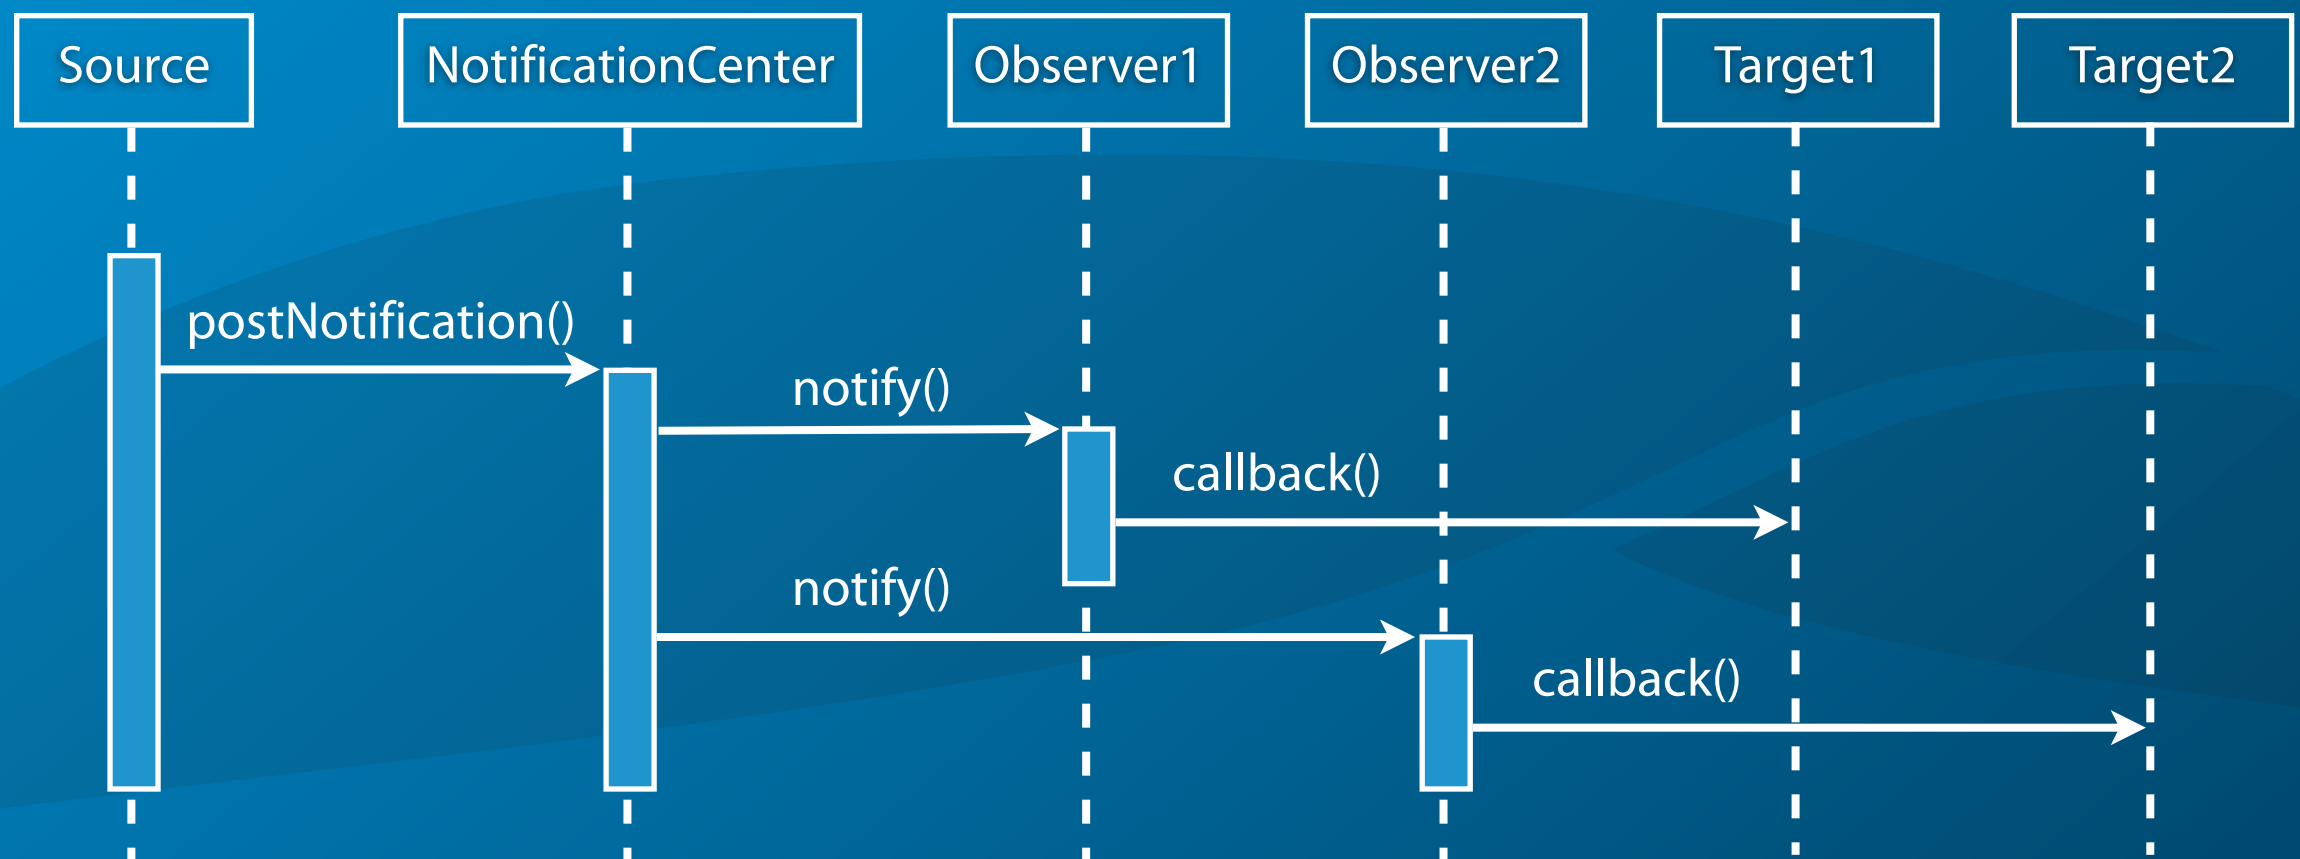 Source
NotificationCenter
Observer1
Observer2
Target1
Target2
postNotification()
notify()
callback()
notify()
callback()